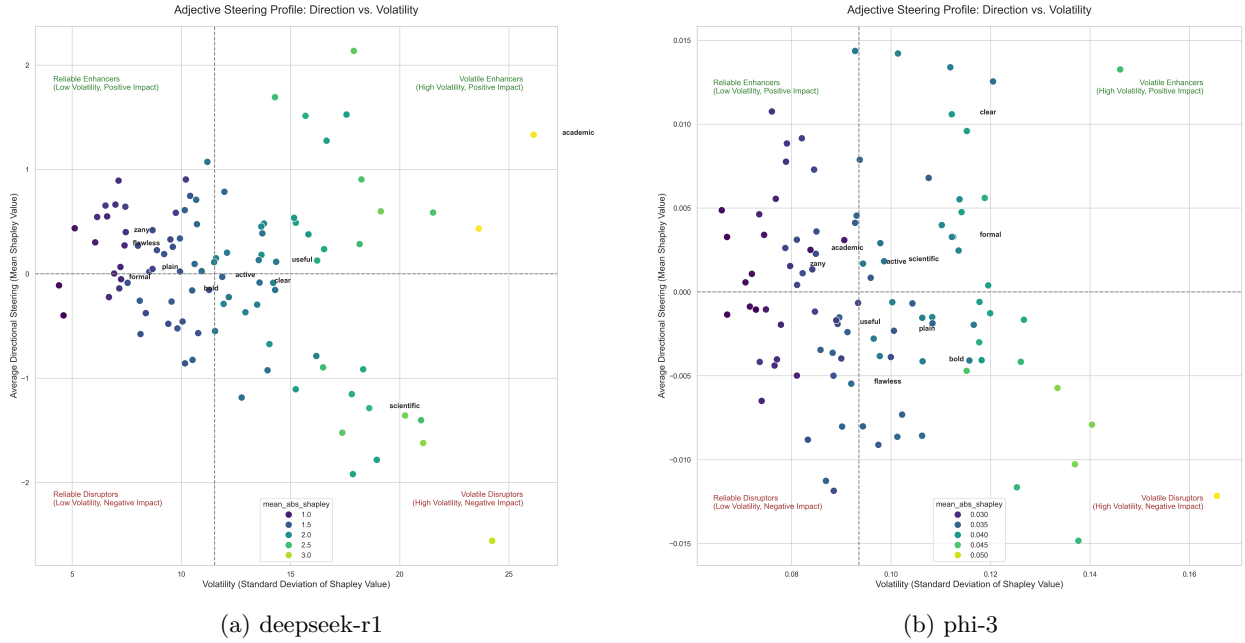 Adjective Steering Profile: Direction vs. Volatility
Reliable Enhancers
(Low Volatility, Positive Impact)
Volatile Enhancers
(High Volatility, Positive Impact)
academic
zany
flawless
plain
formal
bold
active
clear
useful
scientific
Reliable Disruptors
(Low Volatility, Negative Impact)
Volatile Disruptors
(High Volatility, Negative Impact)
mean_abs_shapley
1.0
1.5
2.0
2.5
3.0
2
1
0
−1
−2
5
10
15
20
25
Average Directional Steering (Mean Shapley Value)
Volatility (Standard Deviation of Shapley Value)
(a) deepseek-r1
Adjective Steering Profile: Direction vs. Volatility
Reliable Enhancers
(Low Volatility, Positive Impact)
Volatile Enhancers
(High Volatility, Positive Impact)
clear
formal
academic
active
scientific
zany
useful
plain
bold
flawless
Reliable Disruptors
(Low Volatility, Negative Impact)
Volatile Disruptors
(High Volatility, Negative Impact)
mean_abs_shapley
0.030
0.035
0.040
0.045
0.050
0.015
0.010
0.005
0.000
−0.005
−0.010
−0.015
0.08
0.10
0.12
0.14
0.16
Average Directional Steering (Mean Shapley Value)
Volatility (Standard Deviation of Shapley Value)
(b) phi-3